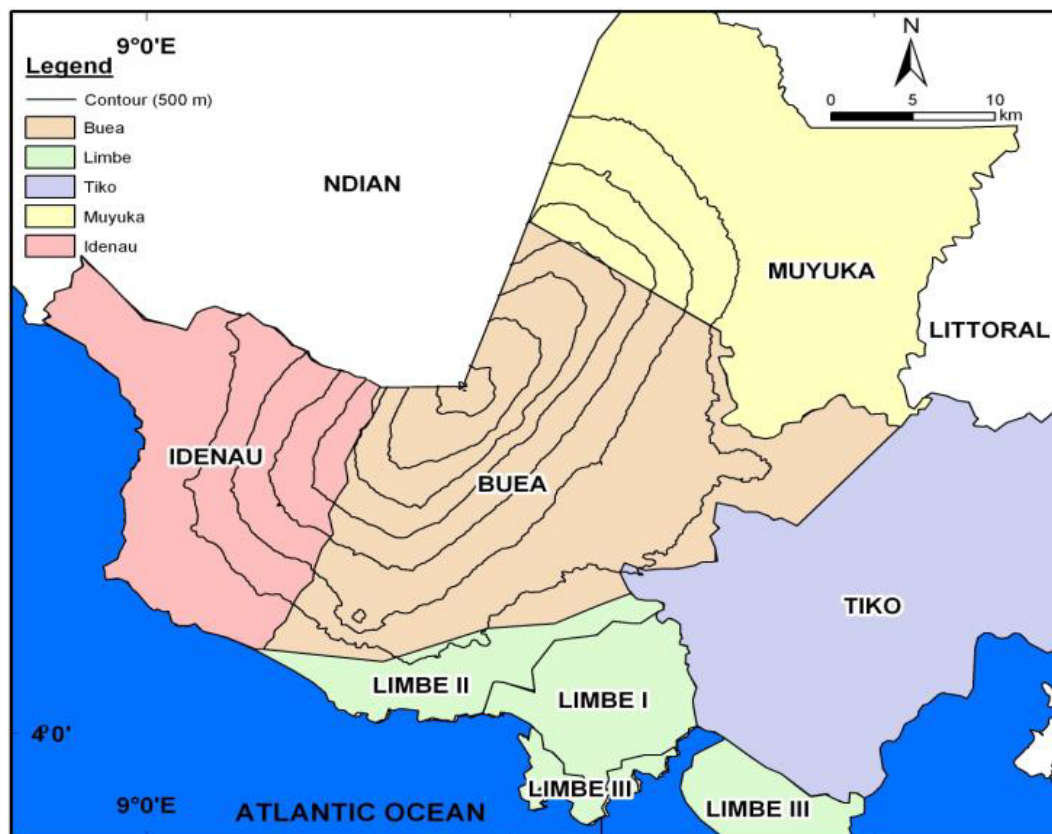 9°0'E
N
Legend
Contour (500 m)
Buea
Limbe
Tiko
Muyuka
Idenau
0 5 10
km
NDIAN
MUYUKA
LITTORAL
IDENAU
BUEA
TIKO
LIMBE II
LIMBE I
4°0'
LIMBE III
LIMBE III
9°0'E
ATLANTIC OCEAN